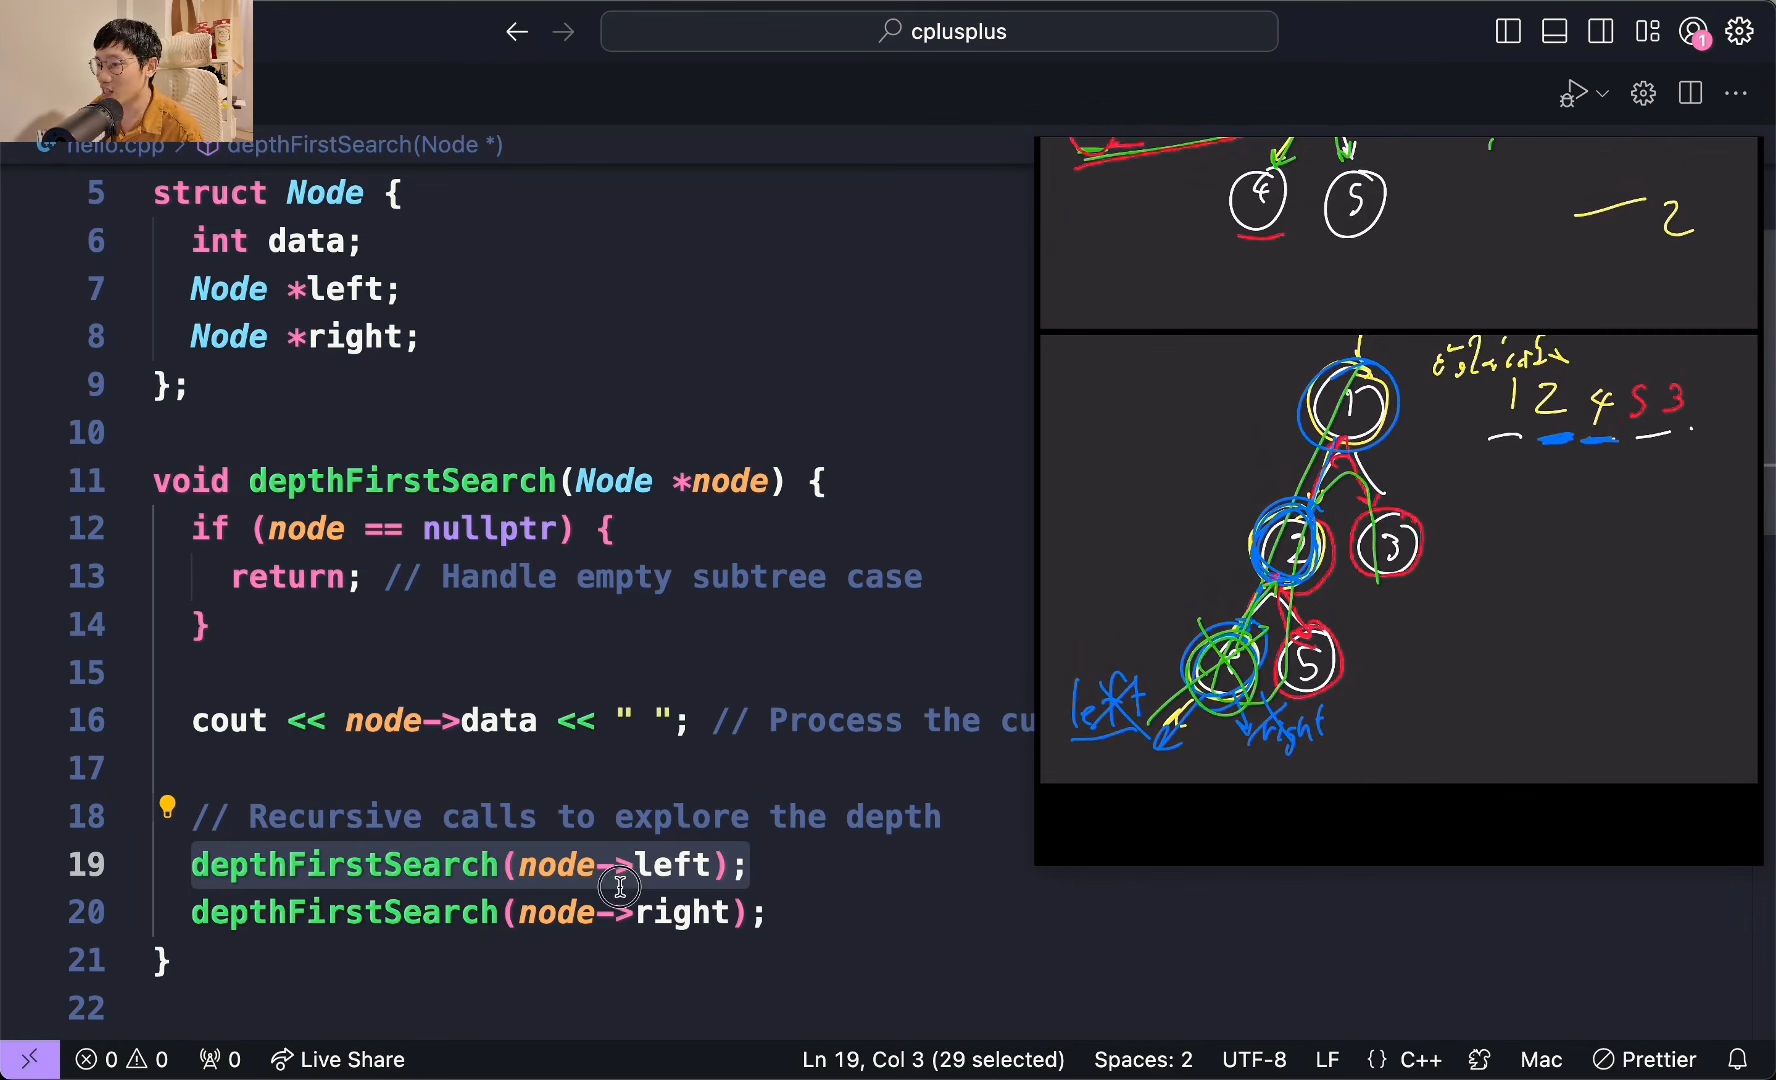 cplusplus
1
hello.cpp > depthFirstSearch(Node *)
5 struct Node {
6 int data;
7 Node *left;
8 Node *right;
9 };
10
11 void depthFirstSearch(Node *node) {
12 if (node == nullptr) {
13 return; // Handle empty subtree case
14 }
15
16 cout << node->data << " "; // Process the cu
17
18 // Recursive calls to explore the depth
19 depthFirstSearch(node->left);
20 depthFirstSearch(node->right);
21 }
22
4 5
2
1 2 4 5 3
1
2 3
5
left
right
0 0 0 Live Share Ln 19, Col 3 (29 selected) Spaces: 2 UTF-8 LF {} C++ Mac Prettier